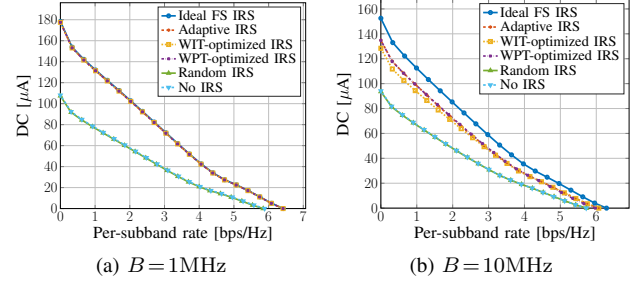 180
160
140
120
100
80
60
40
20
0
DC [μA]
Ideal FS IRS
Adaptive IRS
WIT-optimized IRS
WPT-optimized IRS
Random IRS
No IRS
0 1 2 3 4 5 6 7
Per-subband rate [bps/Hz]
(a) B = 1MHz
160
140
120
100
80
60
40
20
0
DC [μA]
Ideal FS IRS
Adaptive IRS
WIT-optimized IRS
WPT-optimized IRS
Random IRS
No IRS
0 1 2 3 4 5 6
Per-subband rate [bps/Hz]
(b) B = 10MHz